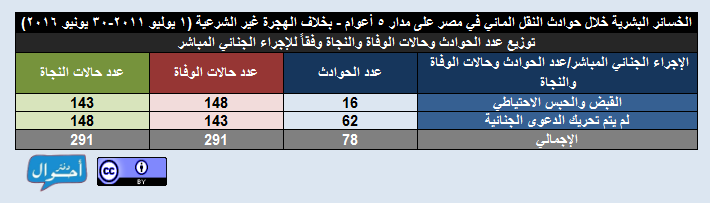 الخسائر البشرية خلال حوادث النقل المائي في مصر على مدار ٥ أعوام - بخلاف الهجرة غير الشرعية (١ يوليو ٢٠١١-٣٠ يونيو ٢٠١٦)
توزيع عدد الحوادث وحالات الوفاة والنجاة وفقاً للإجراء الجنائي المباشر
الإجراء الجنائي المباشر/عدد الحوادث وحالات الوفاة والنجاة عدد الحوادث عدد حالات الوفاة عدد حالات النجاة
القبض والحبس الاحتياطي 16 148 143
لم يتم تحريك الدعوى الجنائية 62 143 148
الإجمالي 78 291 291
دفتر أحوال
cc BY